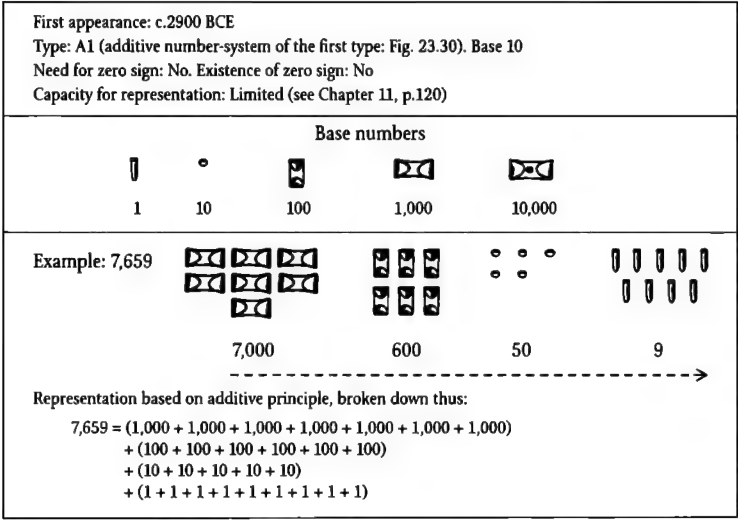 First appearance: c.2900 BCE
Type: A1 (additive number-system of the first type: Fig. 23.30). Base 10
Need for zero sign: No. Existence of zero sign: No
Capacity for representation: Limited (see Chapter 11, p.120)
Base numbers
1 10 100 1,000 10,000
Example: 7,659
7,000 600 50 9
Representation based on additive principle, broken down thus:
7,659 = (1,000 + 1,000 + 1,000 + 1,000 + 1,000 + 1,000 + 1,000)
+ (100 + 100 + 100 + 100 + 100 + 100)
+ (10 + 10 + 10 + 10 + 10)
+ (1 + 1 + 1 + 1 + 1 + 1 + 1 + 1 + 1)